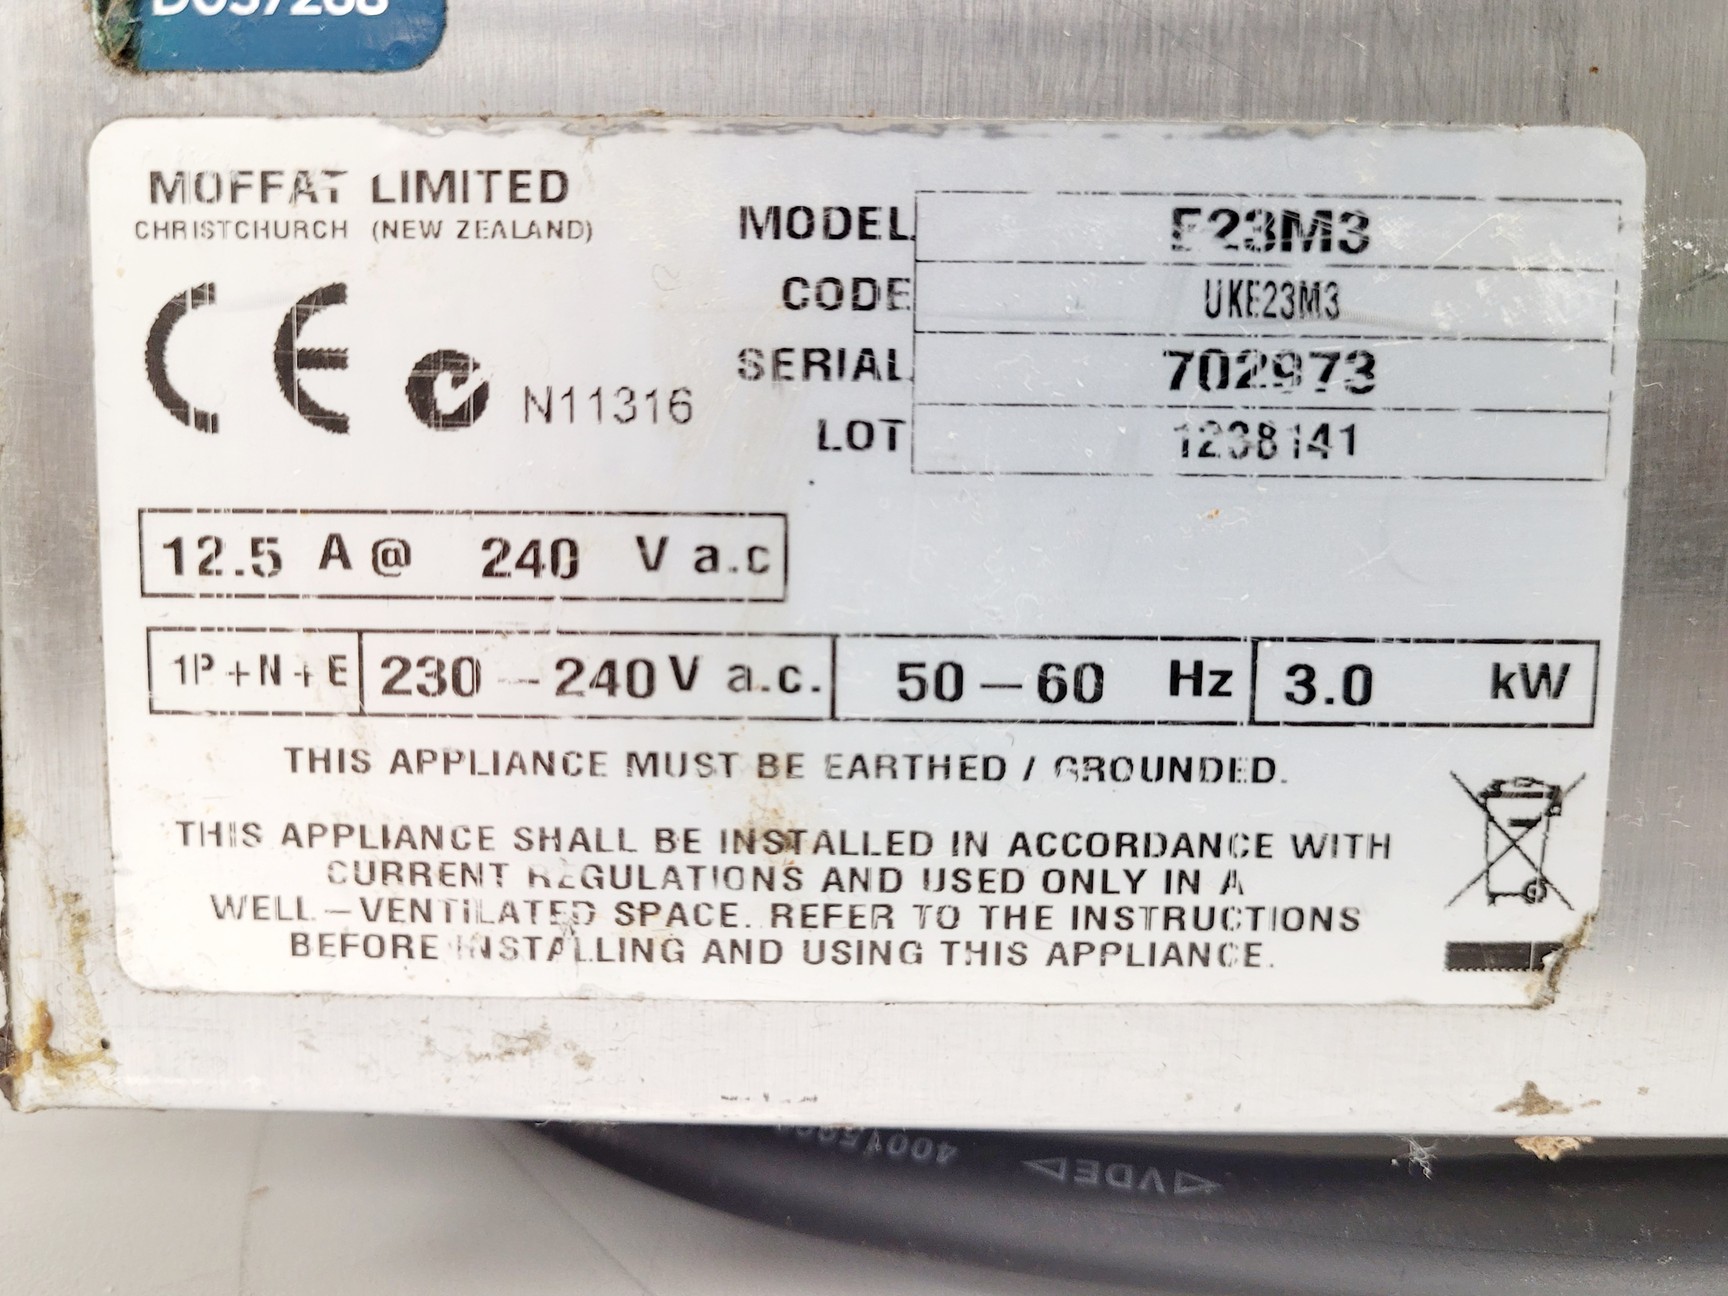 MOFFAT LIMITED
CHRISTCHURCH (NEW ZEALAND)
CE
N11316
MODEL E23M3
CODE UKE23M3
SERIAL 702973
LOT 1238141
12.5 A @ 240 V a.c
1P + N + E 230 — 240 V a.c. 50 — 60 Hz 3.0 kW
THIS APPLIANCE MUST BE EARTHED / GROUNDED.
THIS APPLIANCE SHALL BE INSTALLED IN ACCORDANCE WITH
CURRENT REGULATIONS AND USED ONLY IN A
WELL — VENTILATED SPACE. REFER TO THE INSTRUCTIONS
BEFORE INSTALLING AND USING THIS APPLIANCE.
◁VDE▷